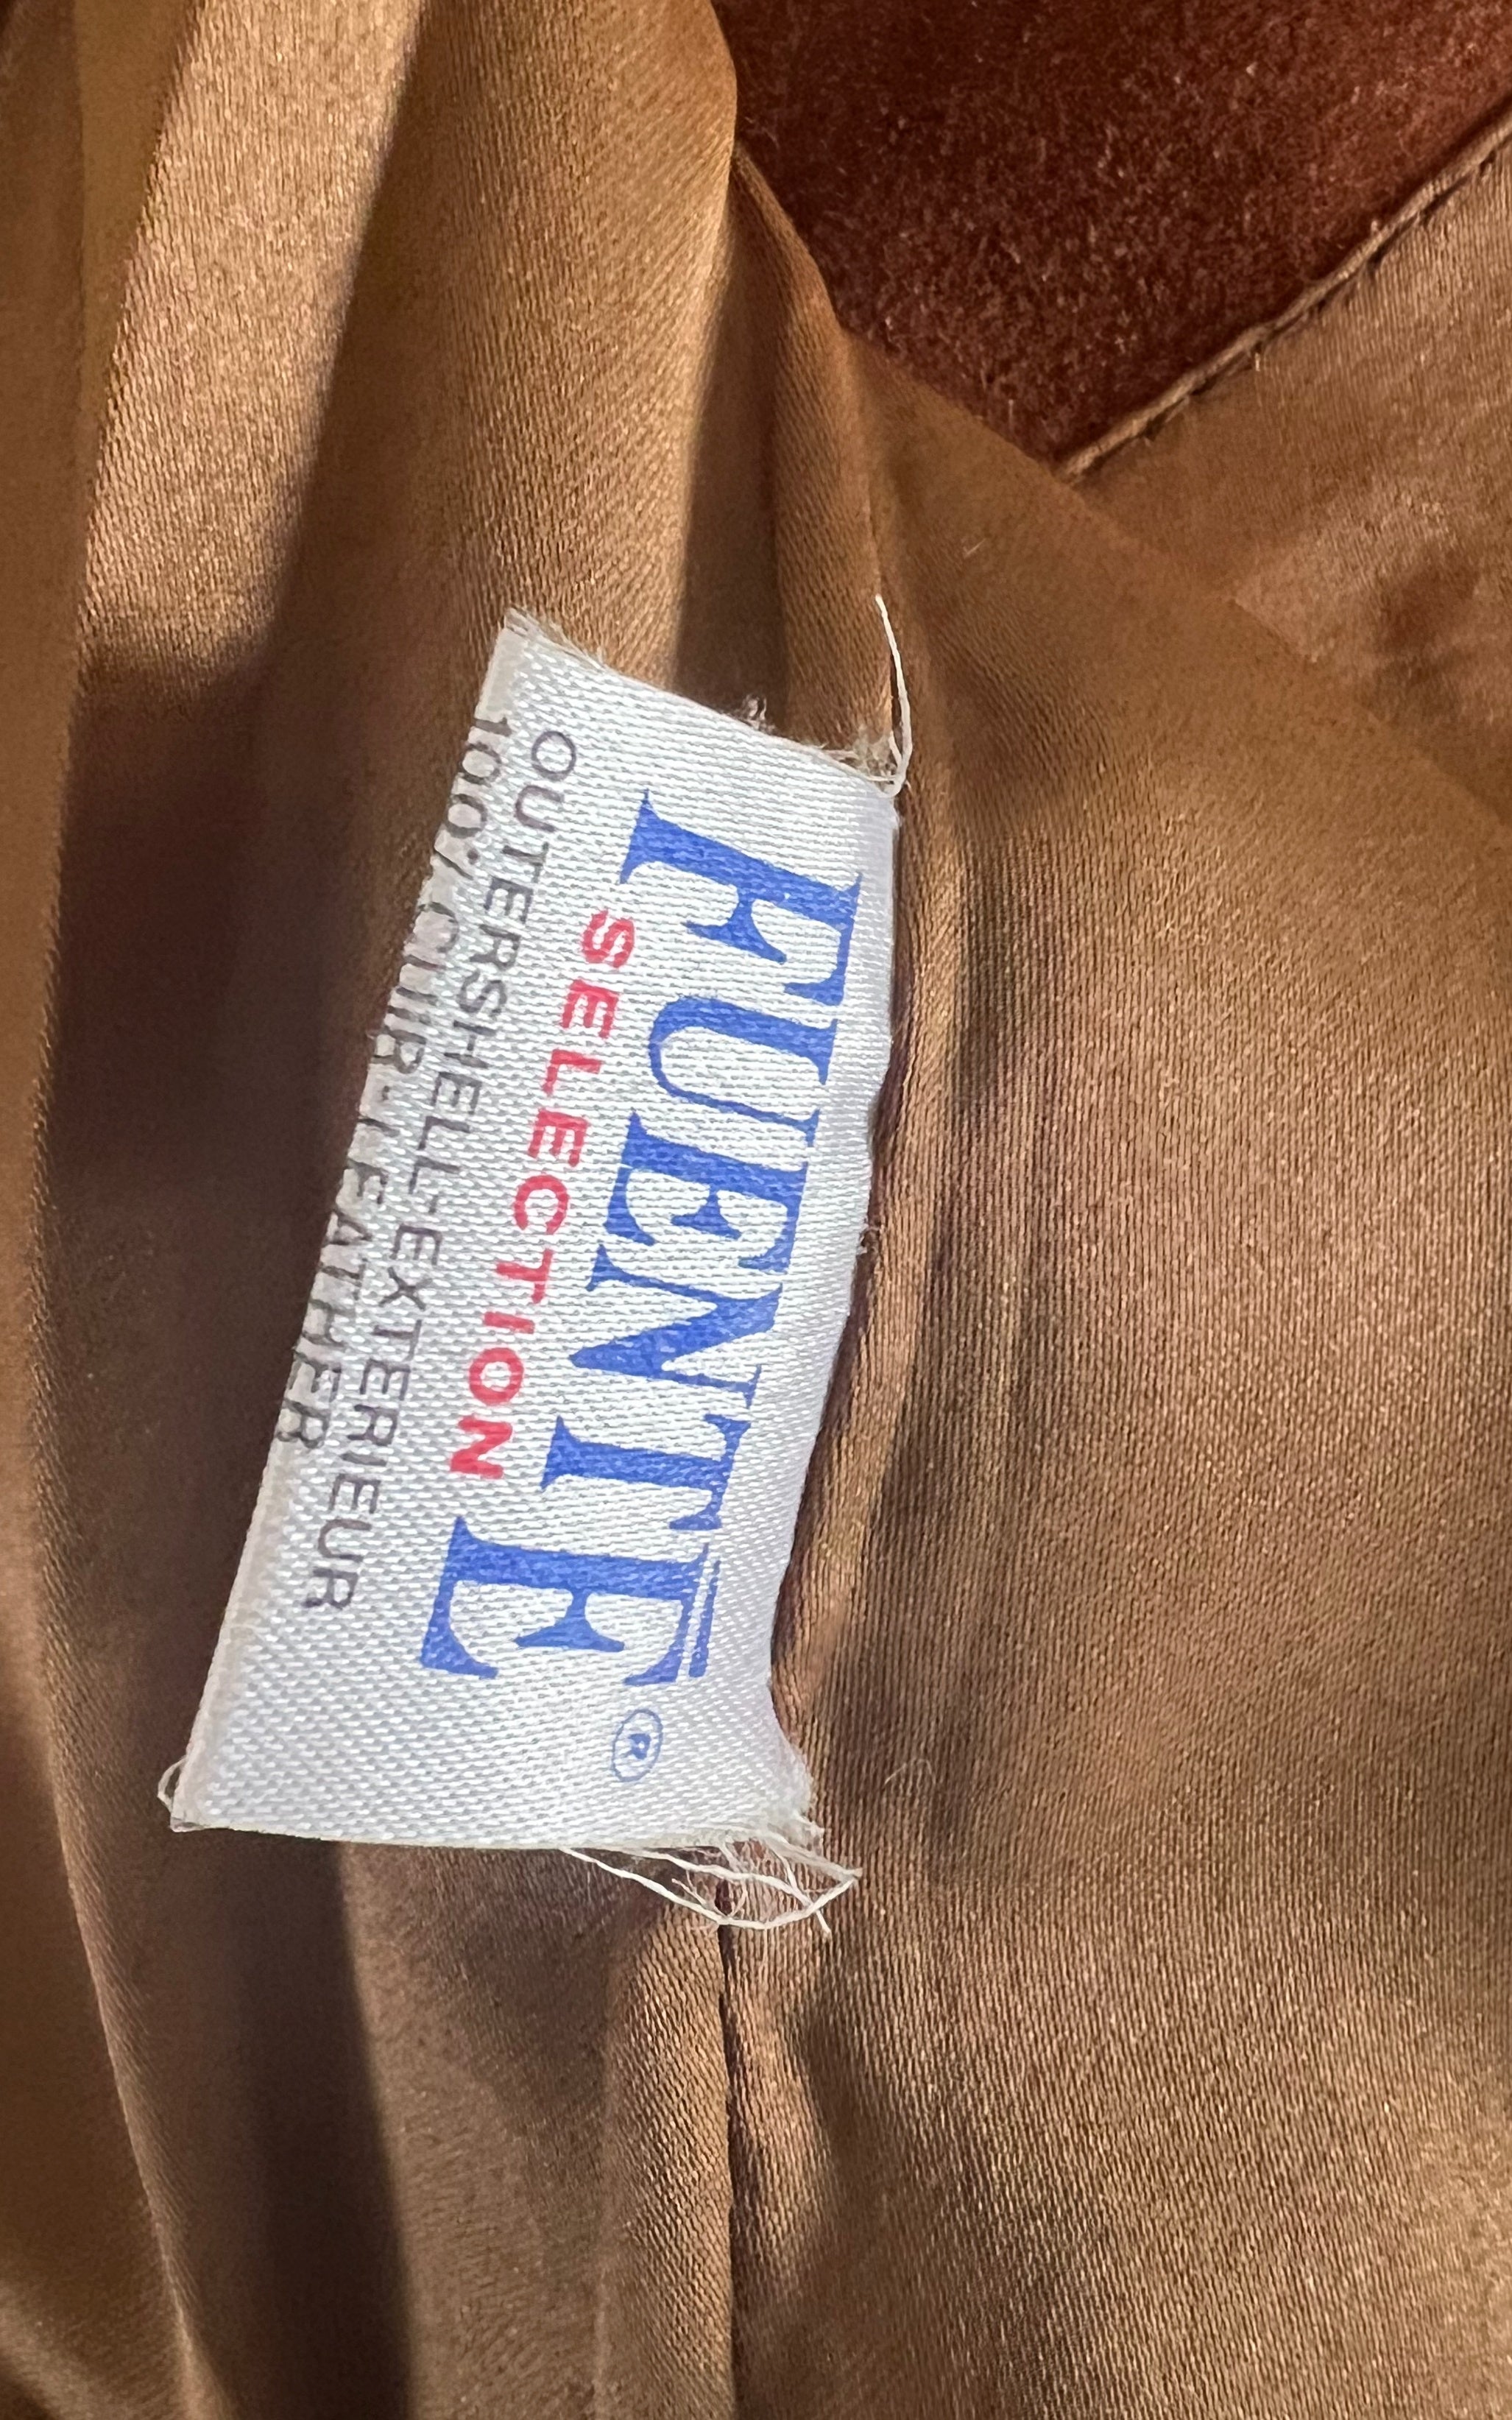 FUENTE®
SELECTION
OUTERSHELL-EXTERIEUR
100% CUIR-LEATHER